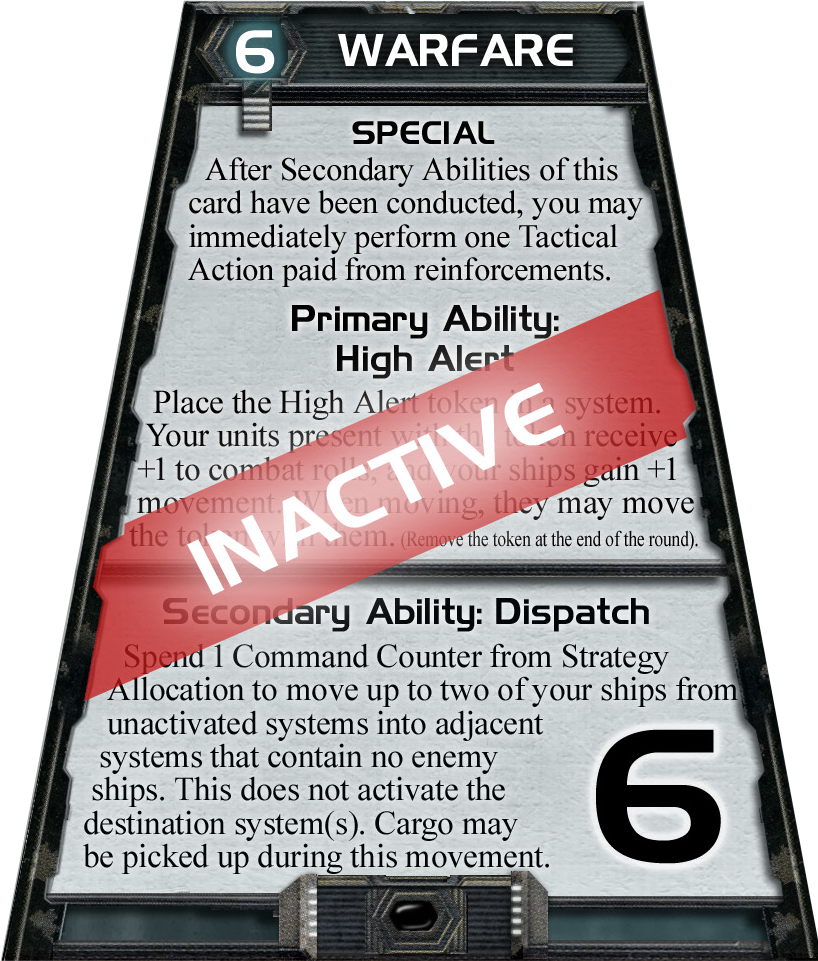 6 WARFARE
SPECIAL
After Secondary Abilities of this
card have been conducted, you may
immediately perform one Tactical
Action paid from reinforcements.
Primary Ability:
High Alert
Place the High Alert token in a system.
Your units present with the token receive
+1 to combat rolls, and your ships gain +1
movement. When moving, they may move
the token with them. (Remove the token at the end of the round).
INACTIVE
Secondary Ability: Dispatch
Spend 1 Command Counter from Strategy
Allocation to move up to two of your ships from
unactivated systems into adjacent
systems that contain no enemy
ships. This does not activate the
destination system(s). Cargo may
be picked up during this movement.
6